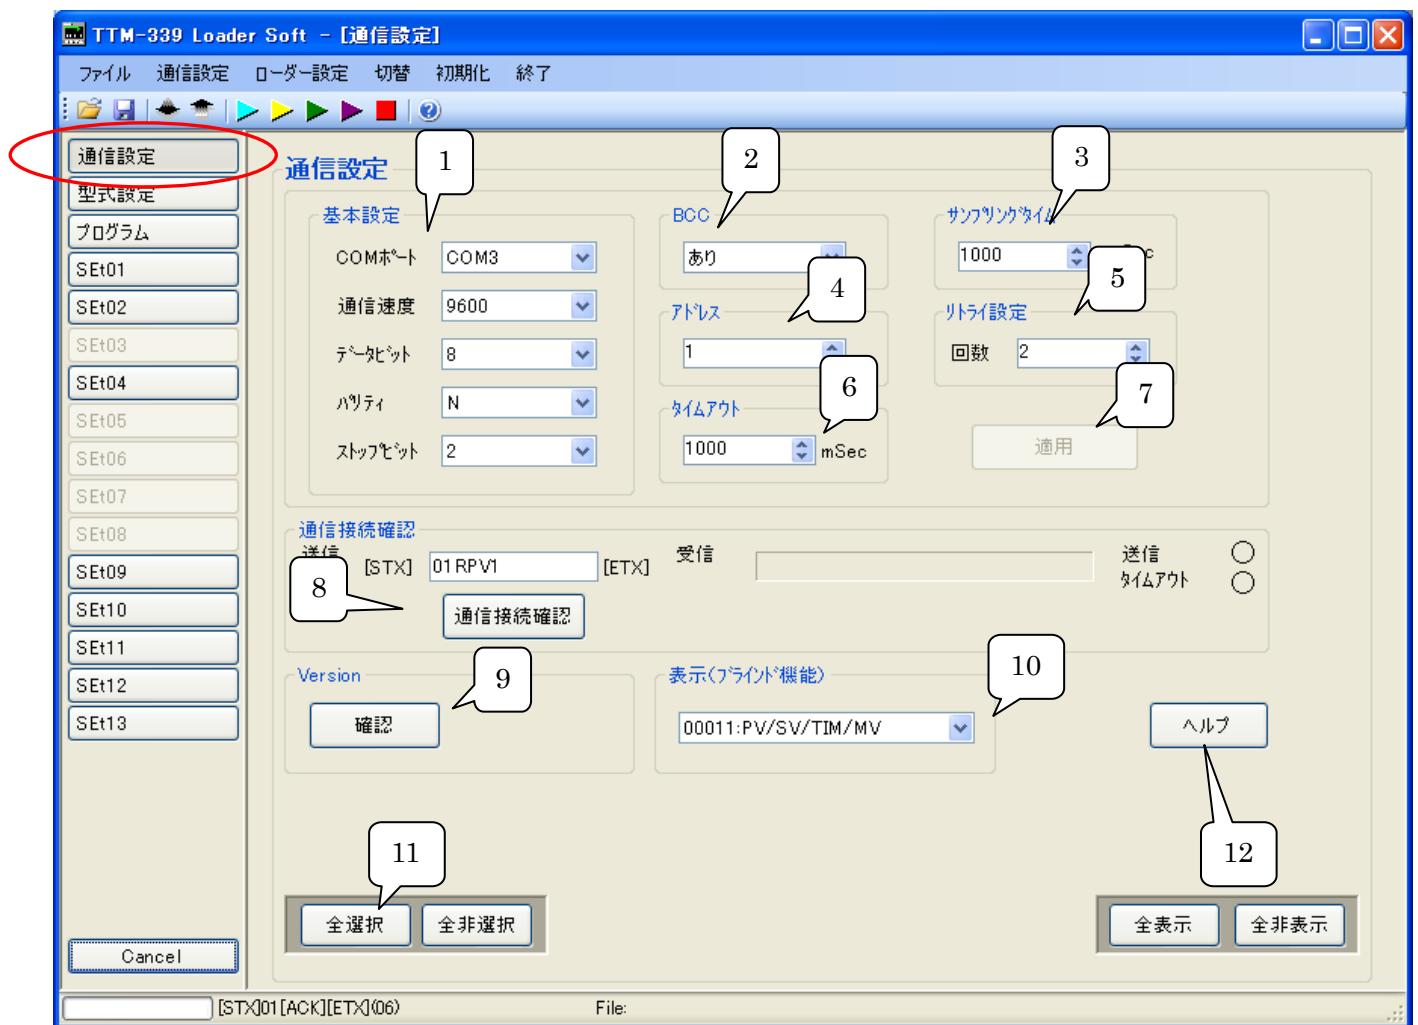 TTM-339 Loader Soft - [通信設定]
ファイル 通信設定 ローダー設定 切替 初期化 終了
通信設定
型式設定
プログラム
SEt01
SEt02
SEt03
SEt04
SEt05
SEt06
SEt07
SEt08
SEt09
SEt10
SEt11
SEt12
SEt13
Cancel
通信設定
1
2
3
基本設定
COMポート COM3
通信速度 9600
データビット 8
パリティ N
ストップビット 2
BCC
あり
4
アドレス
1
6
タイムアウト
1000 mSec
サンプリングタイム
1000
5
リトライ設定
回数 2
7
適用
通信接続確認
送信 [STX] 01RPV1 [ETX] 受信
送信
タイムアウト
8
通信接続確認
Version
9
確認
表示(ブラインド機能)
10
00011:PV/SV/TIM/MV
ヘルプ
11
12
全選択 全非選択
全表示 全非表示
[STX]01[ACK][ETX](06) File: